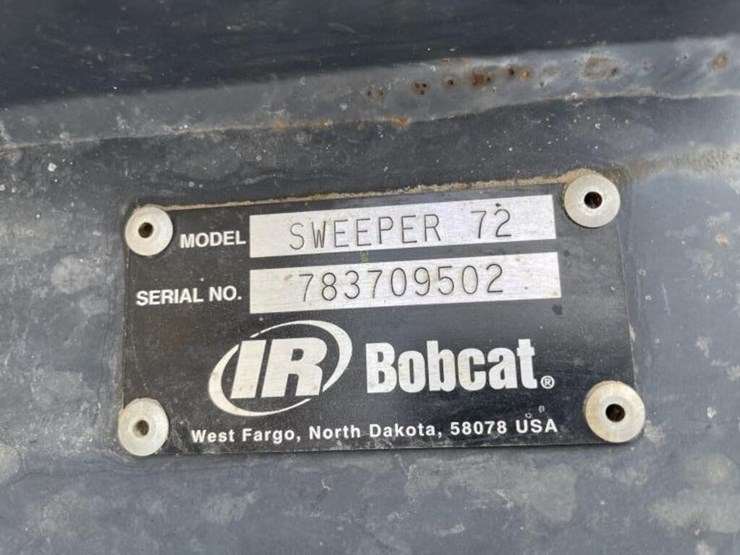 MODEL SWEEPER 72
SERIAL NO. 783709502
IR Bobcat®
West Fargo, North Dakota, 58078 USA